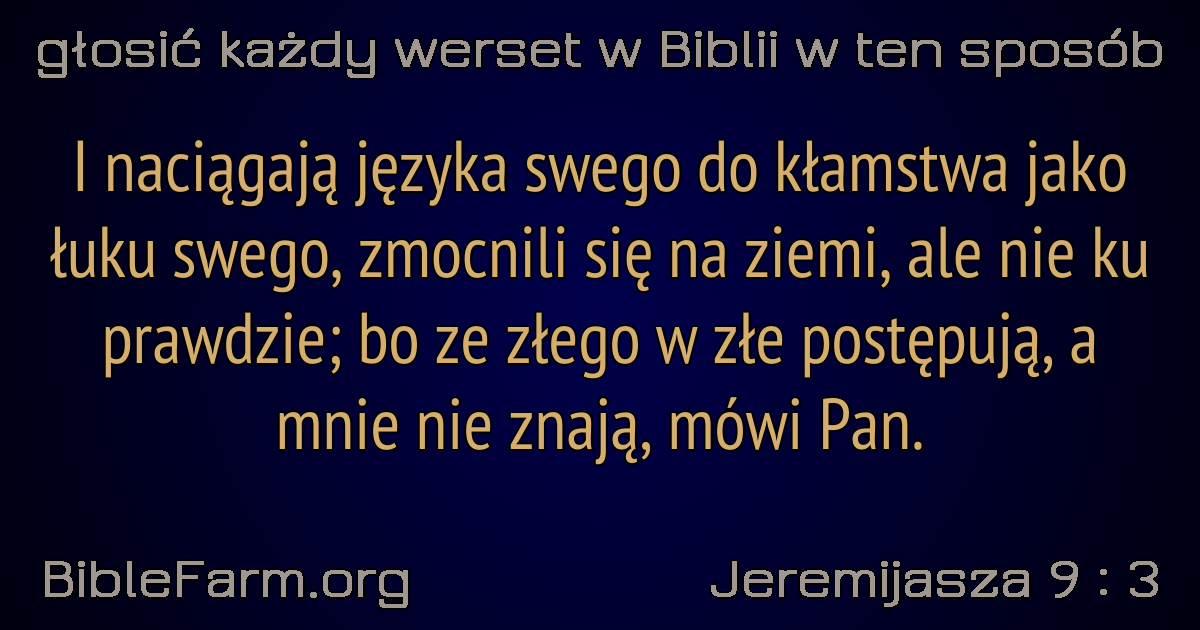 głosić każdy werset w Biblii w ten sposób
I naciągają języka swego do kłamstwa jako
łuku swego, zmocnili się na ziemi, ale nie ku
prawdzie; bo ze złego w złe postępują, a
mnie nie znają, mówi Pan.
BibleFarm.org
Jeremijasza 9 : 3